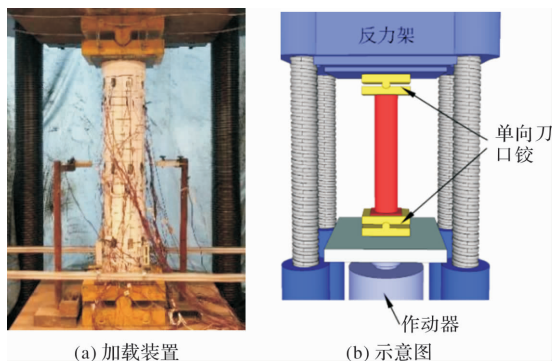 反力架
单向刀
口铰
作动器
(a) 加载装置
(b) 示意图